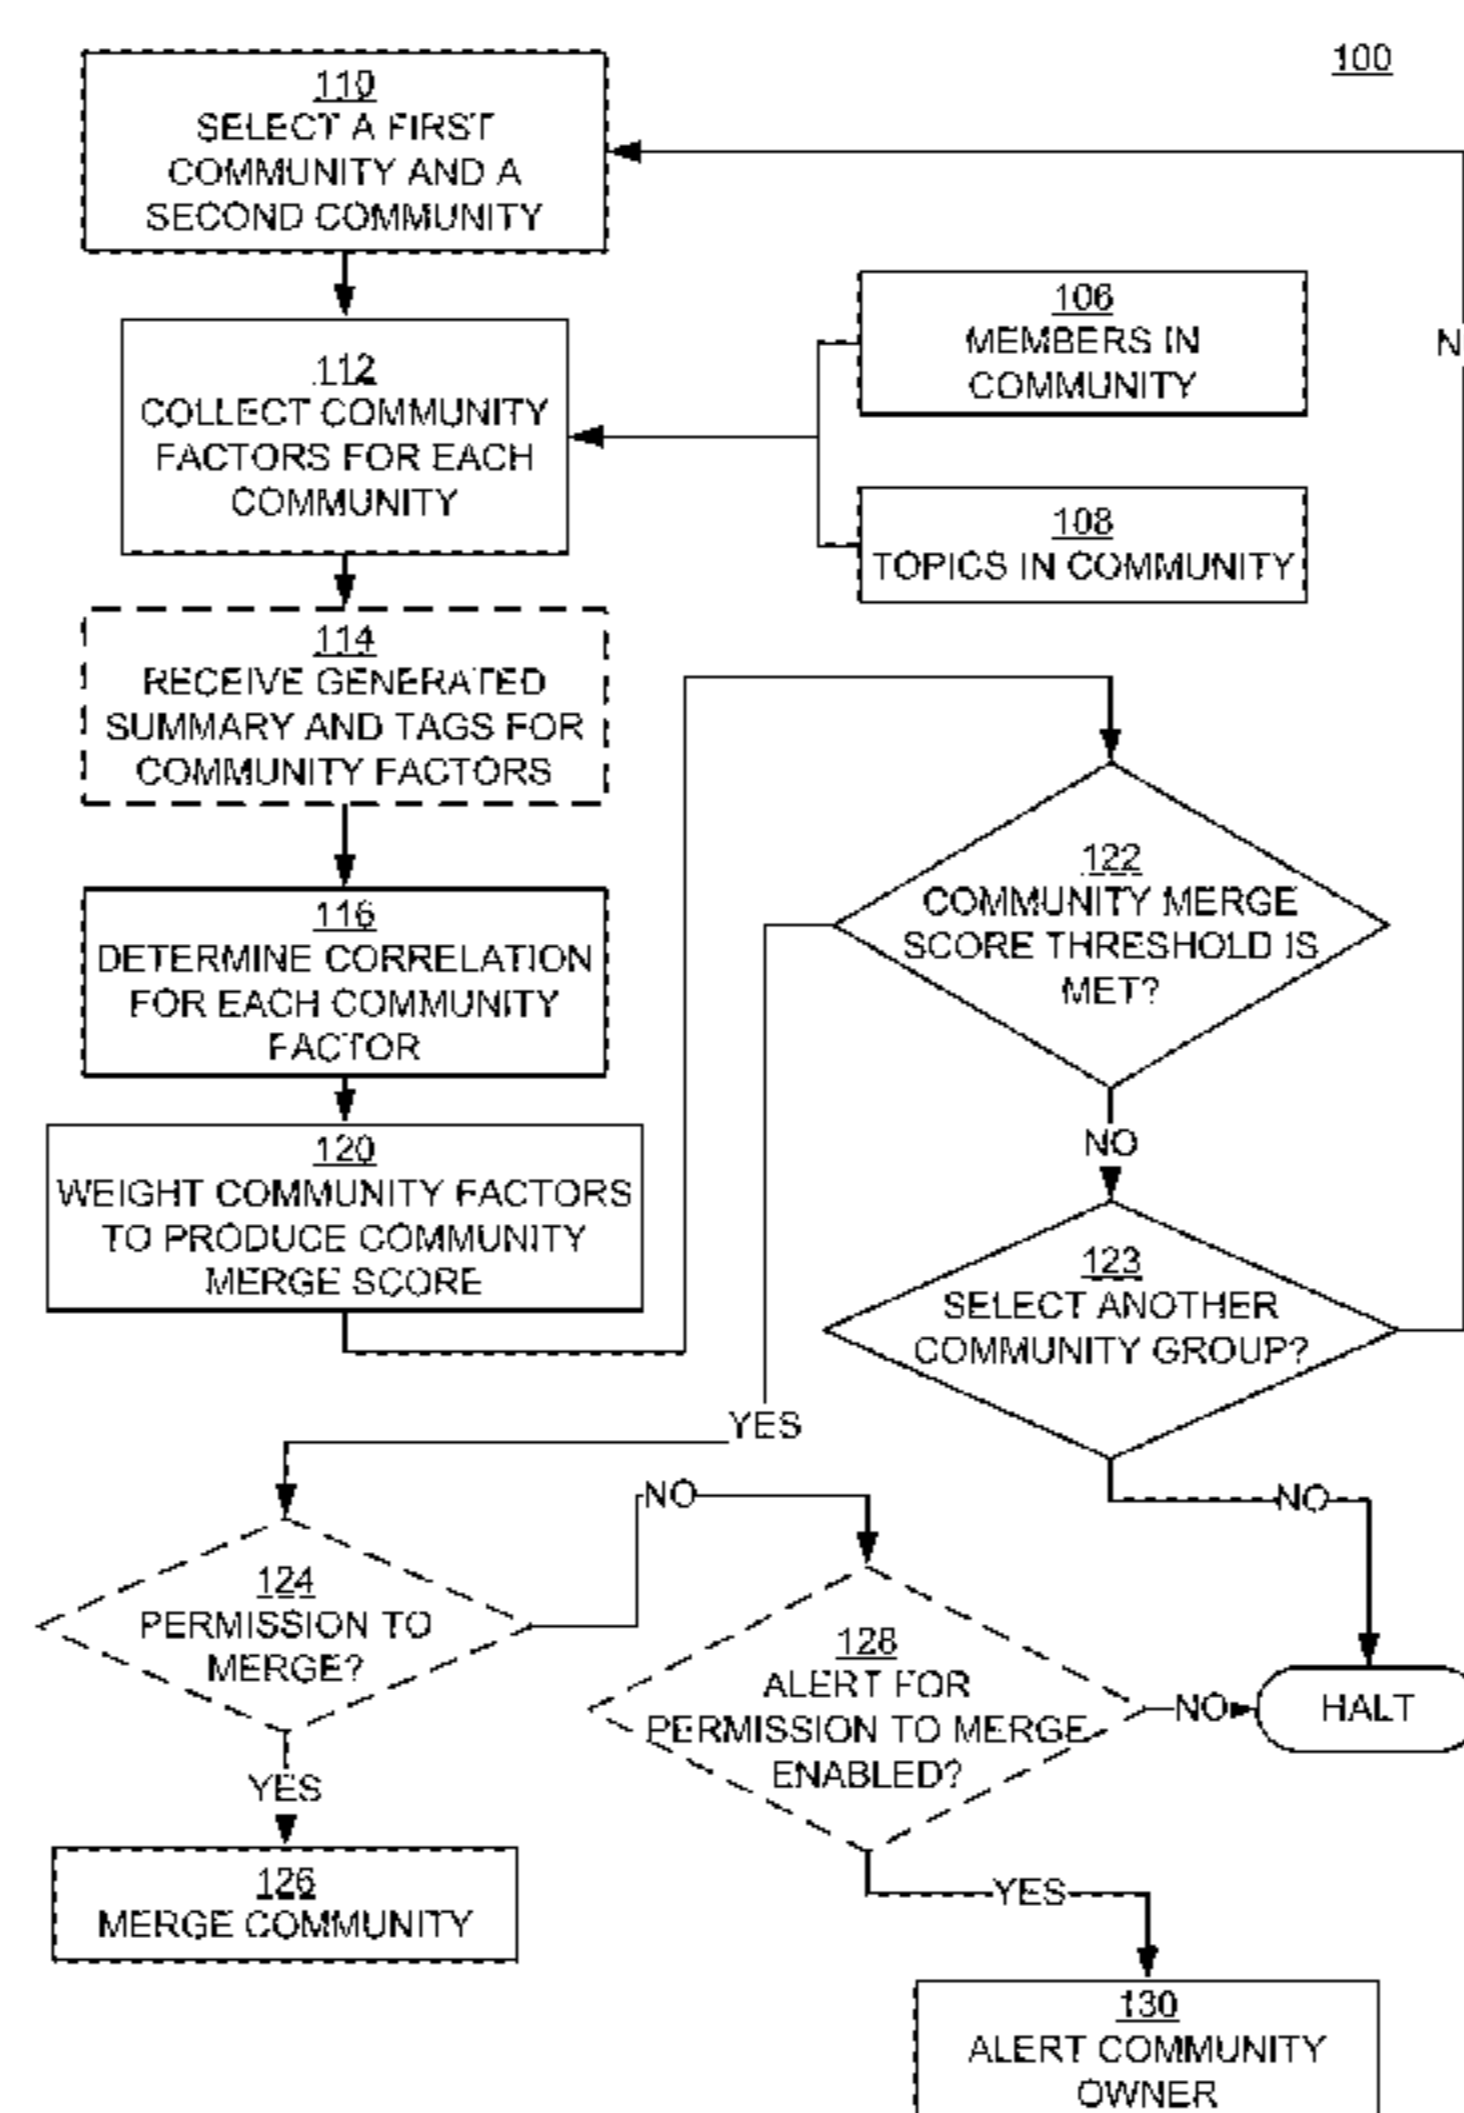 100
110
SELECT A FIRST
COMMUNITY AND A
SECOND COMMUNITY
106
MEMBERS IN
COMMUNITY
N
112
COLLECT COMMUNITY
FACTORS FOR EACH
COMMUNITY
108
TOPICS IN COMMUNITY
114
RECEIVE GENERATED
SUMMARY AND TAGS FOR
COMMUNITY FACTORS
116
DETERMINE CORRELATION
FOR EACH COMMUNITY
FACTOR
120
WEIGHT COMMUNITY FACTORS
TO PRODUCE COMMUNITY
MERGE SCORE
122
COMMUNITY MERGE
SCORE THRESHOLD IS
MET?
NO
123
SELECT ANOTHER
COMMUNITY GROUP?
YES
NO
NO
124
PERMISSION TO
MERGE?
128
ALERT FOR
PERMISSION TO MERGE
ENABLED?
NO
HALT
YES
126
MERGE COMMUNITY
YES
130
ALERT COMMUNITY
OWNER